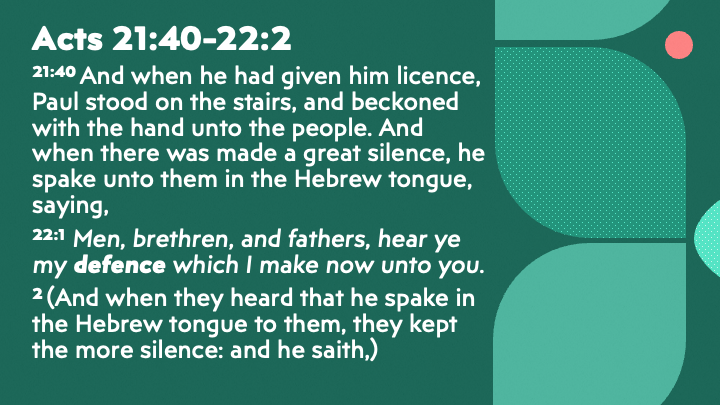 Acts 21:40-22:2
21:40 And when he had given him licence,
Paul stood on the stairs, and beckoned
with the hand unto the people. And
when there was made a great silence, he
spake unto them in the Hebrew tongue,
saying,
22:1 Men, brethren, and fathers, hear ye
my defence which I make now unto you.
2 (And when they heard that he spake in
the Hebrew tongue to them, they kept
the more silence: and he saith,)